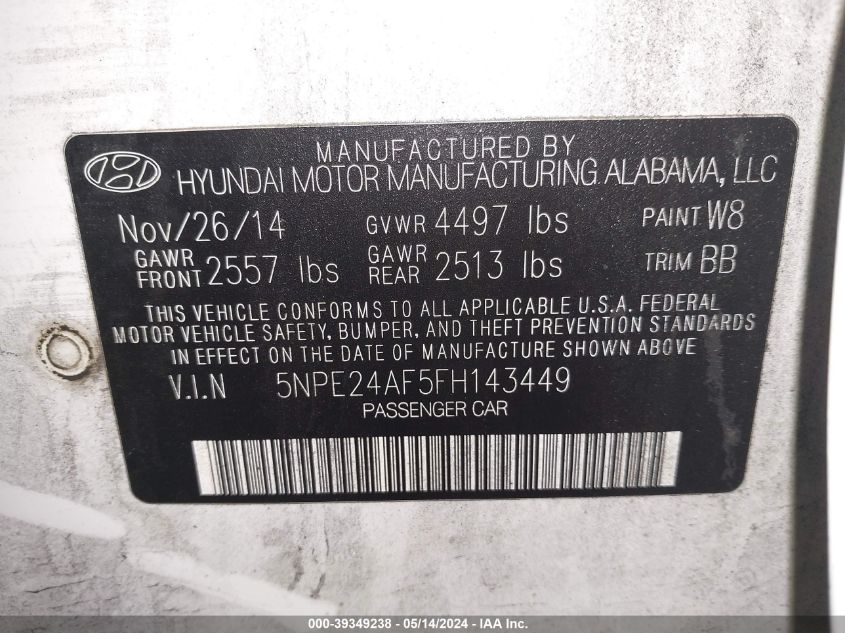 MANUFACTURED BY
HYUNDAI MOTOR MANUFACTURING ALABAMA, LLC
Nov/26/14 GVWR 4497 lbs PAINT W8
GAWR FRONT 2557 lbs GAWR REAR 2513 lbs TRIM BB
THIS VEHICLE CONFORMS TO ALL APPLICABLE U.S.A. FEDERAL
MOTOR VEHICLE SAFETY, BUMPER, AND THEFT PREVENTION STANDARDS
IN EFFECT ON THE DATE OF MANUFACTURE SHOWN ABOVE
V.I.N 5NPE24AF5FH143449
PASSENGER CAR
000-39349238 - 05/14/2024 - IAA Inc.